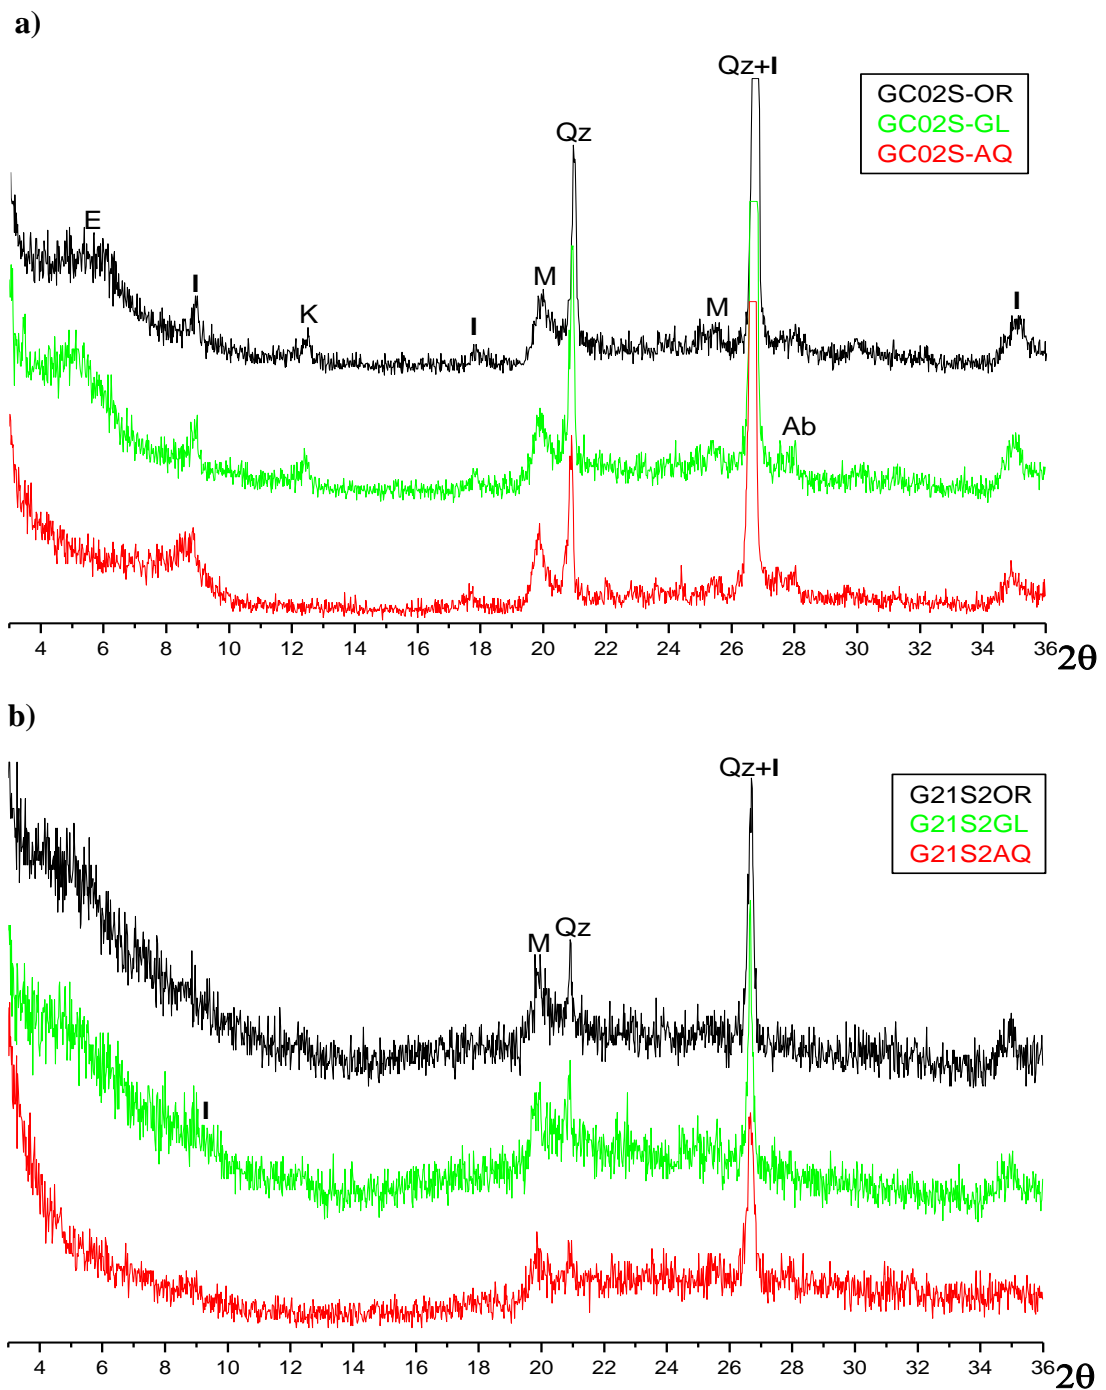 a)
Qz+I
GC02S-OR
GC02S-GL
GC02S-AQ
Qz
E
I
K
I
M
M
I
Ab
4 6 8 10 12 14 16 18 20 22 24 26 28 30 32 34 36 2θ
b)
Qz+I
G21S2OR
G21S2GL
G21S2AQ
M Qz
I
4 6 8 10 12 14 16 18 20 22 24 26 28 30 32 34 36 2θ